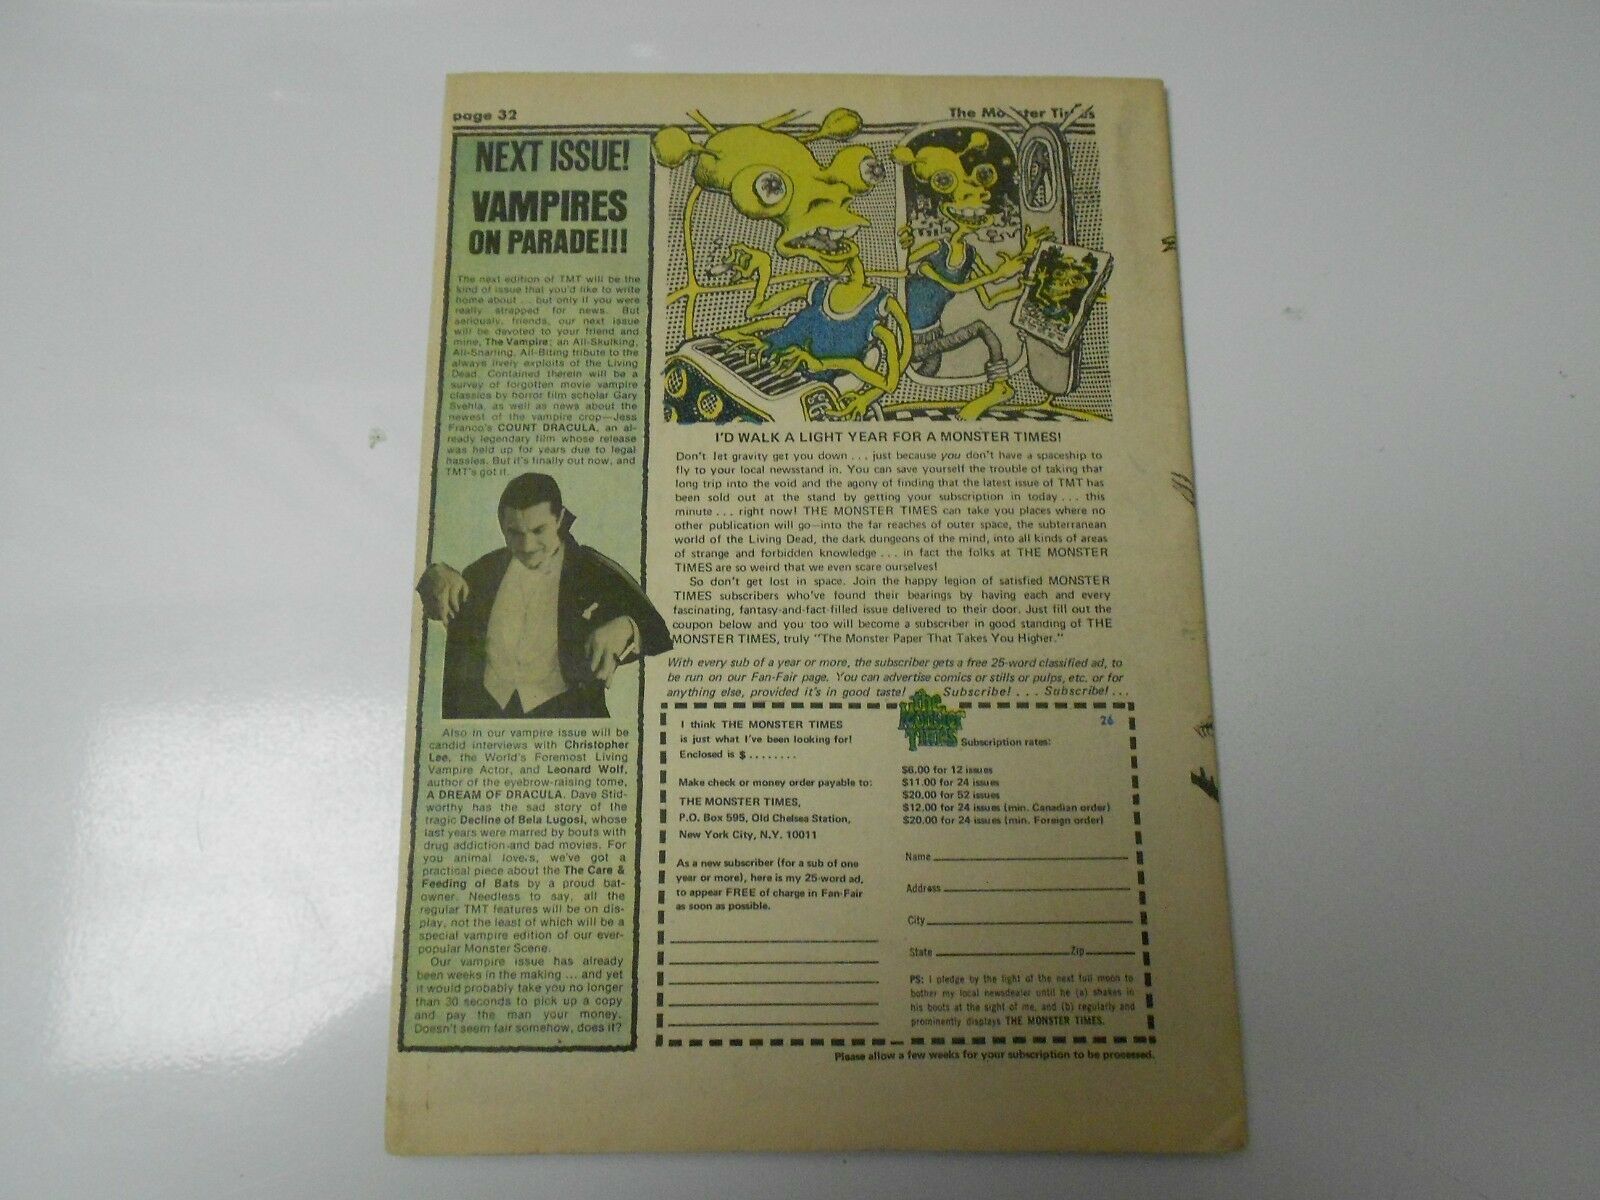 page 32
The Monster Times
NEXT ISSUE!
VAMPIRES
ON PARADE!!!
The next edition of TMT will be the
kind of issue that you'd like to write
home about ... but only if you were
really strapped for news. But
seriously, friends, our next issue
will be devoted to your friend and
mine, The Vampire; an All-Skulking,
All-Snarling, All-Biting tribute to the
always lively exploits of the Living
Dead. Contained therein will be a
survey of forgotten movie vampire
classics by horror film scholar Gary
Svehla, as well as news about the
newest of the vampire crop—Jess
Franco's COUNT DRACULA, an al-
ready legendary film whose release
was held up for years due to legal
hassles. But it's finally out now, and
TMT's got it.
Also in our vampire issue will be
candid interviews with Christopher
Lee, the World's Foremost Living
Vampire Actor, and Leonard Wolf,
author of the eyebrow-raising tome,
A DREAM OF DRACULA. Dave Stid-
worthy has the sad story of the
tragic Decline of Bela Lugosi, whose
last years were marred by bouts with
drug addiction and bad movies. For
you animal lovers, we've got a
practical piece about the The Care &
Feeding of Bats by a proud bat-
owner. Needless to say, all the
regular TMT features will be on dis-
play, not the least of which will be a
special vampire edition of our ever-
popular Monster Scene.
Our vampire issue has already
been weeks in the making ... and yet
it would probably take you no longer
than 30 seconds to pick up a copy
and pay the man your money.
Doesn't seem fair somehow, does it?
I'D WALK A LIGHT YEAR FOR A MONSTER TIMES!
Don't let gravity get you down ... just because you don't have a spaceship to
fly to your local newsstand in. You can save yourself the trouble of taking that
long trip into the void and the agony of finding that the latest issue of TMT has
been sold out at the stand by getting your subscription in today ... this
minute ... right now! THE MONSTER TIMES can take you places where no
other publication will go—into the far reaches of outer space, the subterranean
world of the Living Dead, the dark dungeons of the mind, into all kinds of areas
of strange and forbidden knowledge ... in fact the folks at THE MONSTER
TIMES are so weird that we even scare ourselves!
So don't get lost in space. Join the happy legion of satisfied MONSTER
TIMES subscribers who've found their bearings by having each and every
fascinating, fantasy-and-fact-filled issue delivered to their door. Just fill out the
coupon below and you too will become a subscriber in good standing of THE
MONSTER TIMES, truly "The Monster Paper That Takes You Higher."
With every sub of a year or more, the subscriber gets a free 25-word classified ad, to
be run on our Fan-Fair page. You can advertise comics or stills or pulps, etc. or for
anything else, provided it's in good taste! Subscribe! ... Subscribe! ...
I think THE MONSTER TIMES
is just what I've been looking for!
Enclosed is $ ........
Make check or money order payable to:
THE MONSTER TIMES,
P.O. Box 595, Old Chelsea Station,
New York City, N.Y. 10011
As a new subscriber (for a sub of one
year or more), here is my 25-word ad,
to appear FREE of charge in Fan-Fair
as soon as possible.
the
Monster
Times
26
Subscription rates:
$6.00 for 12 issues
$11.00 for 24 issues
$20.00 for 52 issues
$12.00 for 24 issues (min. Canadian order)
$20.00 for 24 issues (min. Foreign order)
Name
Address
City
State Zip
PS: I pledge by the light of the next full moon to
bother my local newsdealer until he (a) shakes in
his boots at the sight of me, and (b) regularly and
prominently displays THE MONSTER TIMES.
Please allow a few weeks for your subscription to be processed.